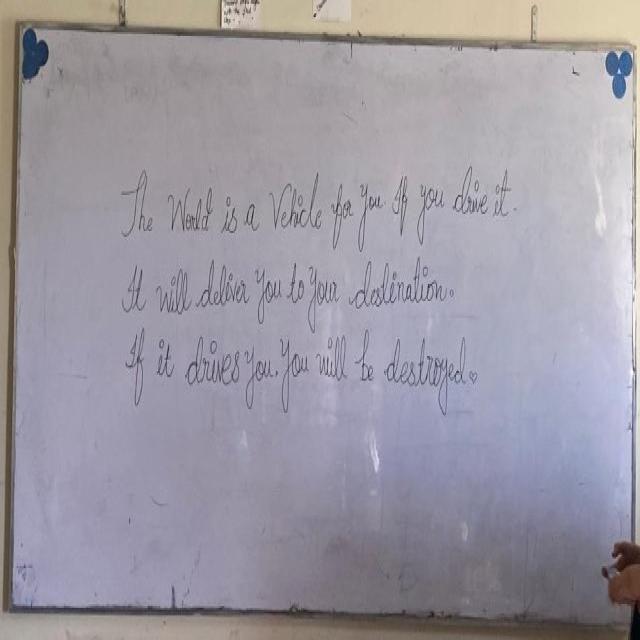 The World is a Vehicle for you If you drive it.
It will deliver you to your destination.
If it drives you. You will be destroyed.